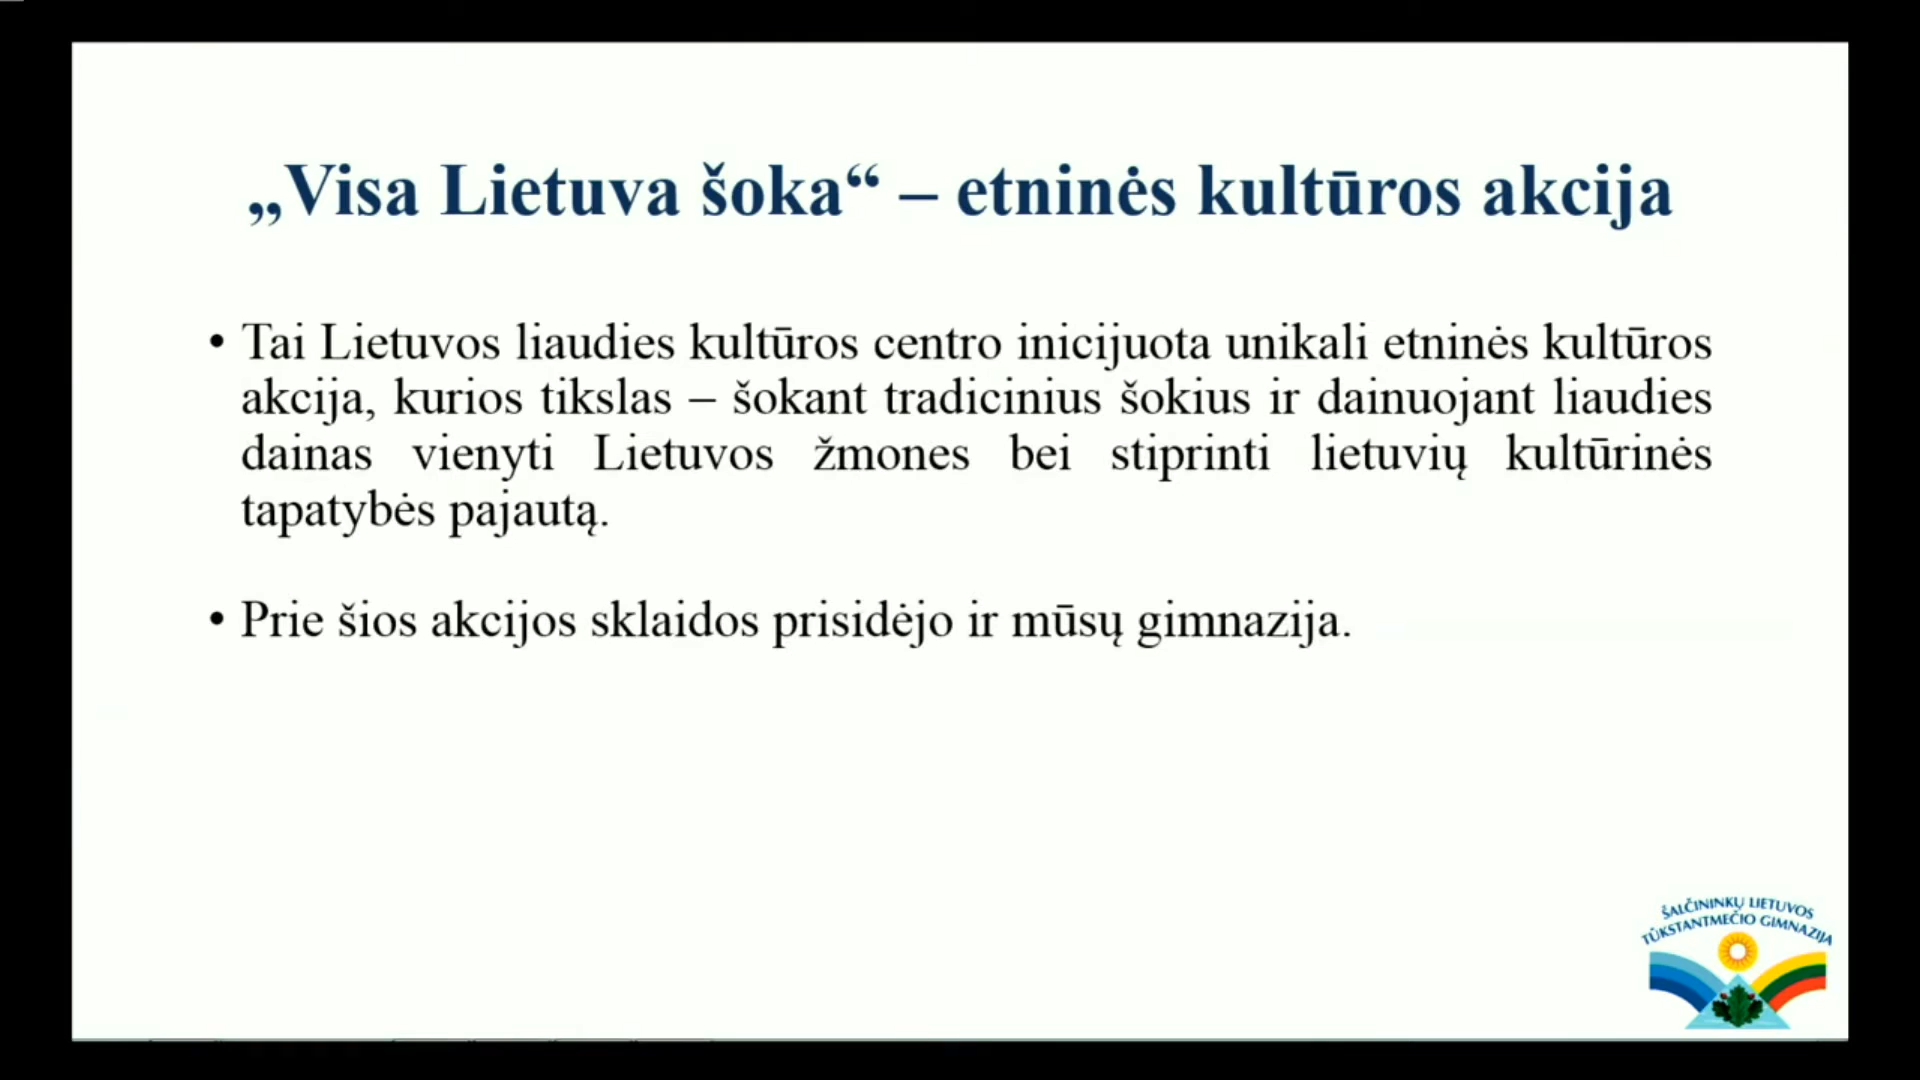 „Visa Lietuva šoka“ – etninės kultūros akcija
• Tai Lietuvos liaudies kultūros centro inicijuota unikali etninės kultūros
akcija, kurios tikslas – šokant tradicinius šokius ir dainuojant liaudies
dainas vienyti Lietuvos žmones bei stiprinti lietuvių kultūrinės
tapatybės pajautą.
• Prie šios akcijos sklaidos prisidėjo ir mūsų gimnazija.
ŠALČININKŲ LIETUVOS
TŪKSTANTMEČIO GIMNAZIJA